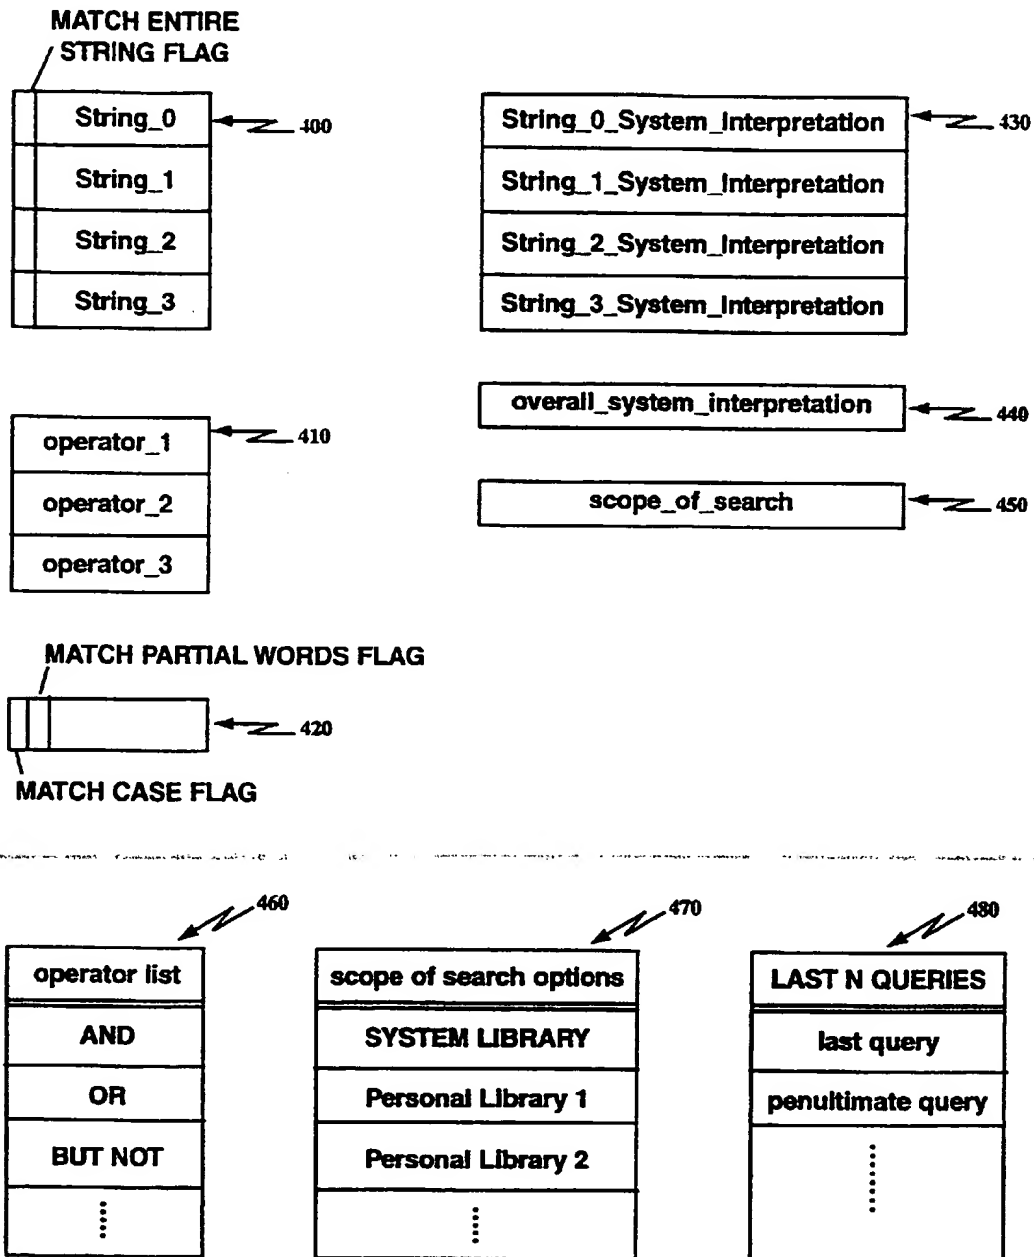 MATCH ENTIRE
STRING FLAG
String_0
400
String_1
String_2
String_3
String_0_System_Interpretation
430
String_1_System_Interpretation
String_2_System_Interpretation
String_3_System_Interpretation
overall_system_interpretation
440
operator_1
410
operator_2
operator_3
scope_of_search
450
MATCH PARTIAL WORDS FLAG
420
MATCH CASE FLAG
460
operator list
AND
OR
BUT NOT
470
scope of search options
SYSTEM LIBRARY
Personal Library 1
Personal Library 2
480
LAST N QUERIES
last query
penultimate query